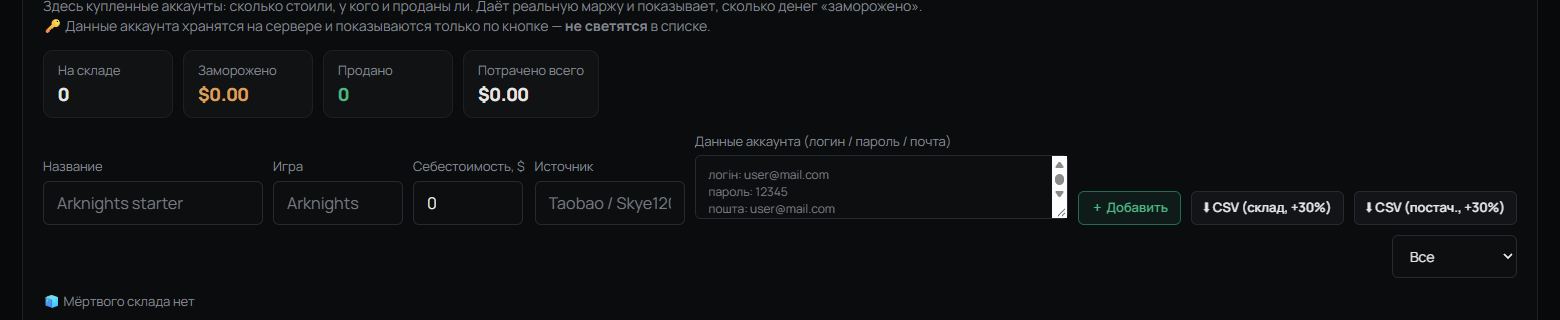 Здесь купленные аккаунты: сколько стоили, у кого и проданы ли. Даёт реальную маржу и показывает, сколько денег «заморожено».
🔑 Данные аккаунта хранятся на сервере и показываются только по кнопке — не светятся в списке.
На складе
0
Заморожено
$0.00
Продано
0
Потрачено всего
$0.00
Название
Arknights starter
Игра
Arknights
Себестоимость, $
0
Источник
Taobao / Skye120
Данные аккаунта (логин / пароль / почта)
логін: user@mail.com
пароль: 12345
пошта: user@mail.com
+ Добавить
⬇ CSV (склад, +30%)
⬇ CSV (постач., +30%)
Все
🧊 Мёртвого склада нет